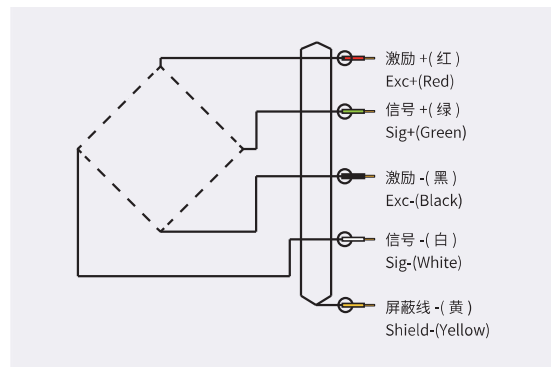 激励 +( 红 )
Exc+(Red)
信号 +( 绿 )
Sig+(Green)
激励 -( 黑 )
Exc-(Black)
信号 -( 白 )
Sig-(White)
屏蔽线 -( 黄 )
Shield-(Yellow)